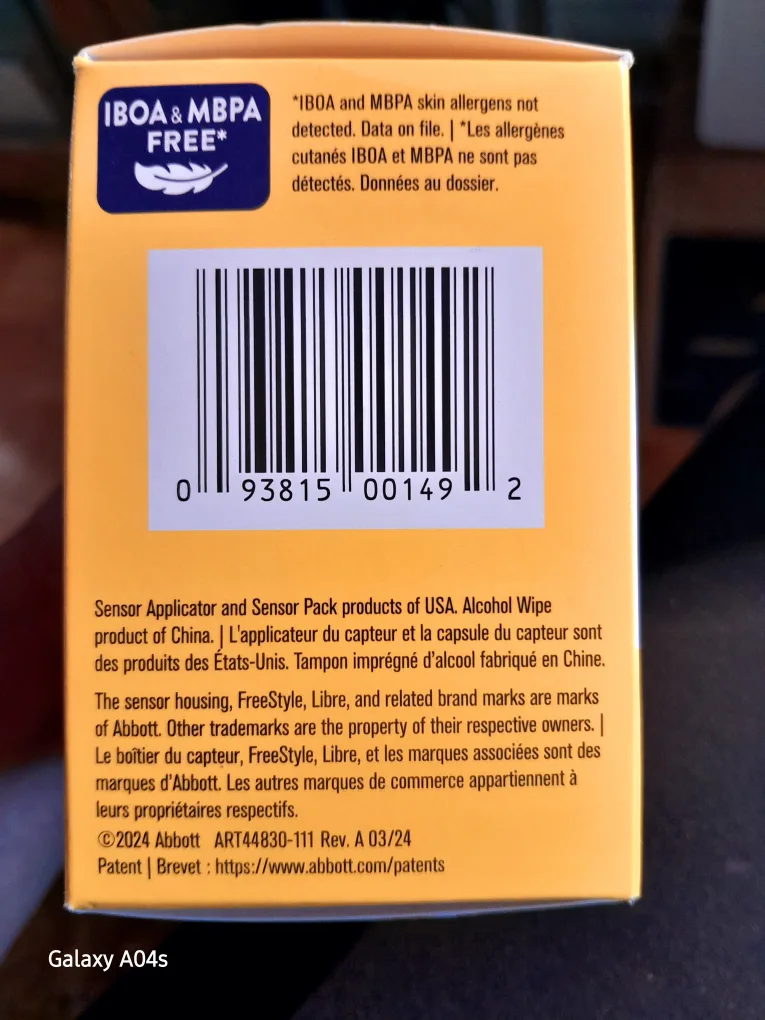 IBOA & MBPA
FREE*
*IBOA and MBPA skin allergens not
detected. Data on file. | *Les allergènes
cutanés IBOA et MBPA ne sont pas
détectés. Données au dossier.
0 93815 00149 2
Sensor Applicator and Sensor Pack products of USA. Alcohol Wipe
product of China. | L'applicateur du capteur et la capsule du capteur sont
des produits des États-Unis. Tampon imprégné d'alcool fabriqué en Chine.
The sensor housing, FreeStyle, Libre, and related brand marks are marks
of Abbott. Other trademarks are the property of their respective owners. |
Le boîtier du capteur, FreeStyle, Libre, et les marques associées sont des
marques d'Abbott. Les autres marques de commerce appartiennent à
leurs propriétaires respectifs.
©2024 Abbott ART44830-111 Rev. A 03/24
Patent | Brevet : https://www.abbott.com/patents
Galaxy A04s